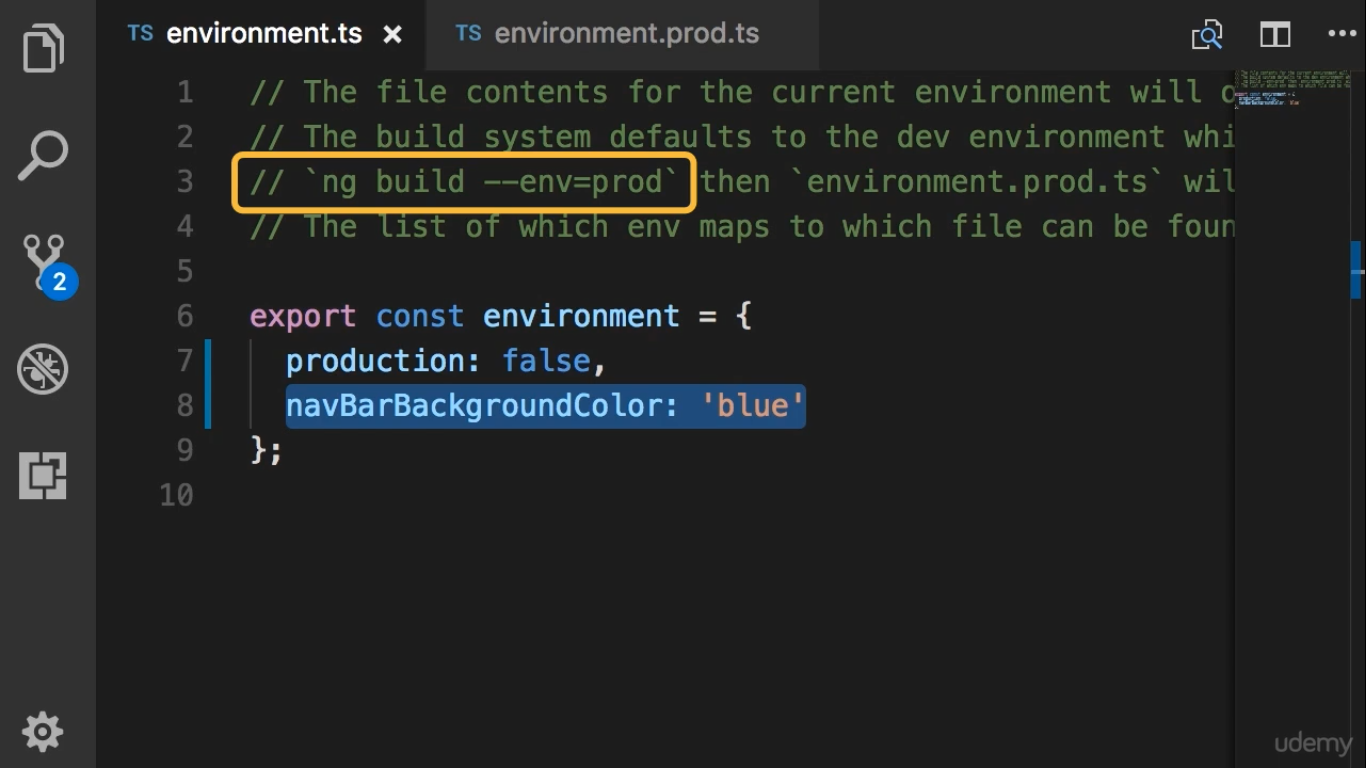 TS environment.ts TS environment.prod.ts
1 // The file contents for the current environment will
2 // The build system defaults to the dev environment
3 // `ng build --env=prod` then `environment.prod.ts`
4 // The list of which env maps to which file can be
5
6 export const environment = {
7 production: false,
8 navBarBackgroundColor: 'blue'
9 };
10
2
udemy